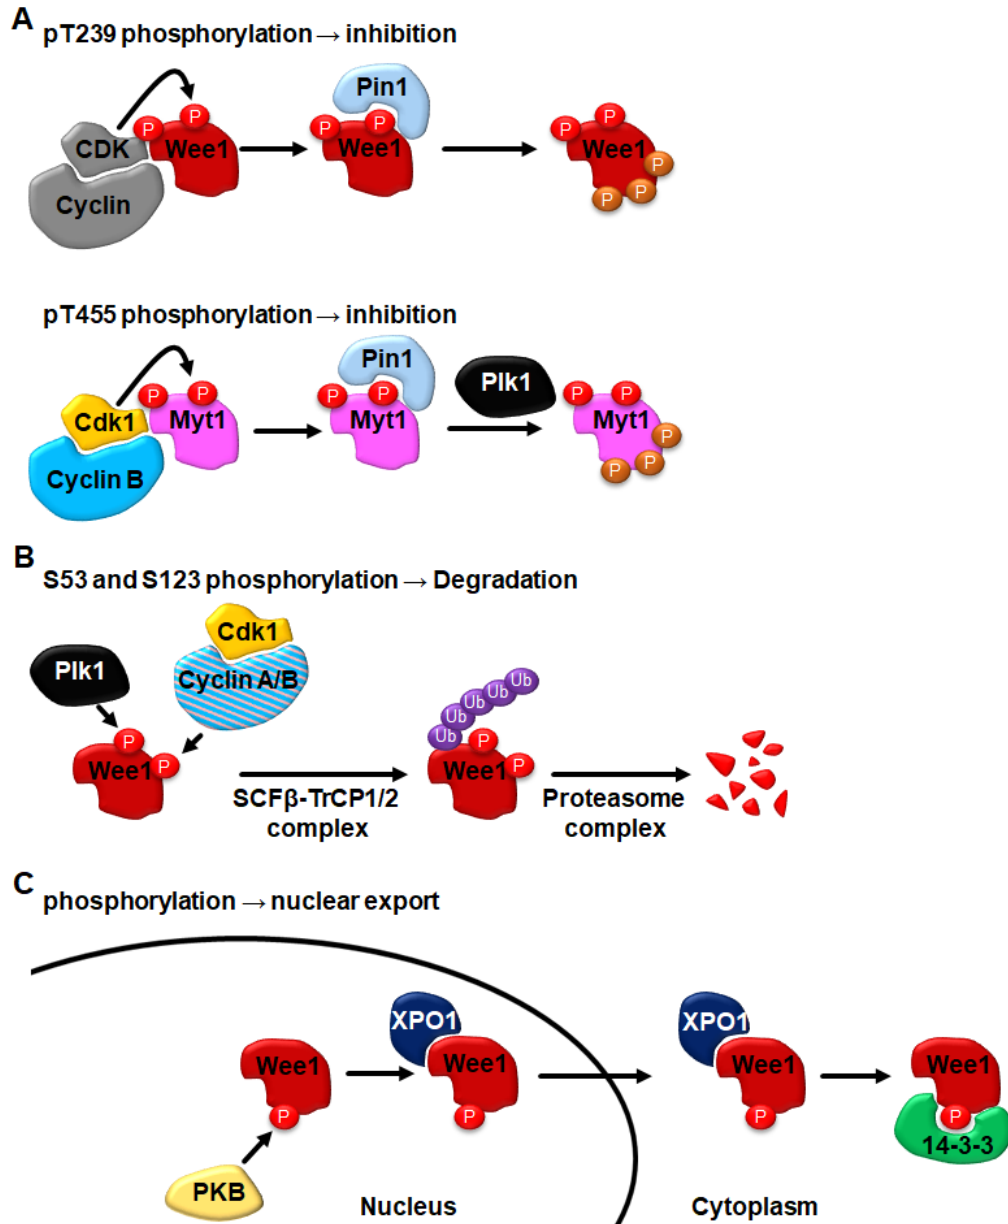 A
pT239 phosphorylation → inhibition
Pin1
P P P P
CDK Wee1 Wee1 Wee1
P P
Cyclin P P P
pT455 phosphorylation → inhibition
Pin1
Plk1
P P P P P P
Cdk1 Myt1 Myt1 Myt1
P
Cyclin B P P
B
S53 and S123 phosphorylation → Degradation
Cdk1
Plk1 Cyclin A/B
Ub Ub Ub Ub Ub
P P
Wee1 P Wee1 P
SCFβ-TrCP1/2
complex
Proteasome
complex
C
phosphorylation → nuclear export
XPO1 XPO1
Wee1 Wee1 Wee1 Wee1
P P P P
14-3-3
PKB
Nucleus Cytoplasm